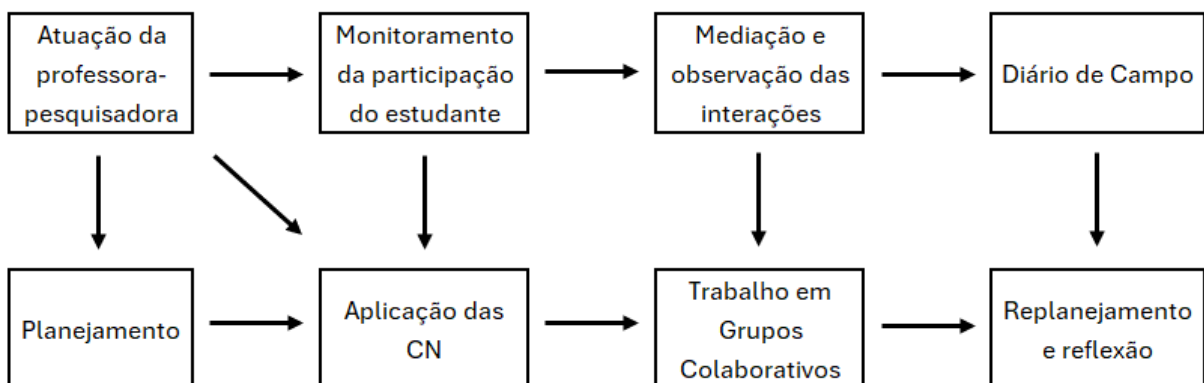 Atuação da
professora-
pesquisadora
Monitoramento
da participação
do estudante
Mediação e
observação das
interações
Diário de Campo
Planejamento
Aplicação das
CN
Trabalho em
Grupos
Colaborativos
Replanejamento
e reflexão